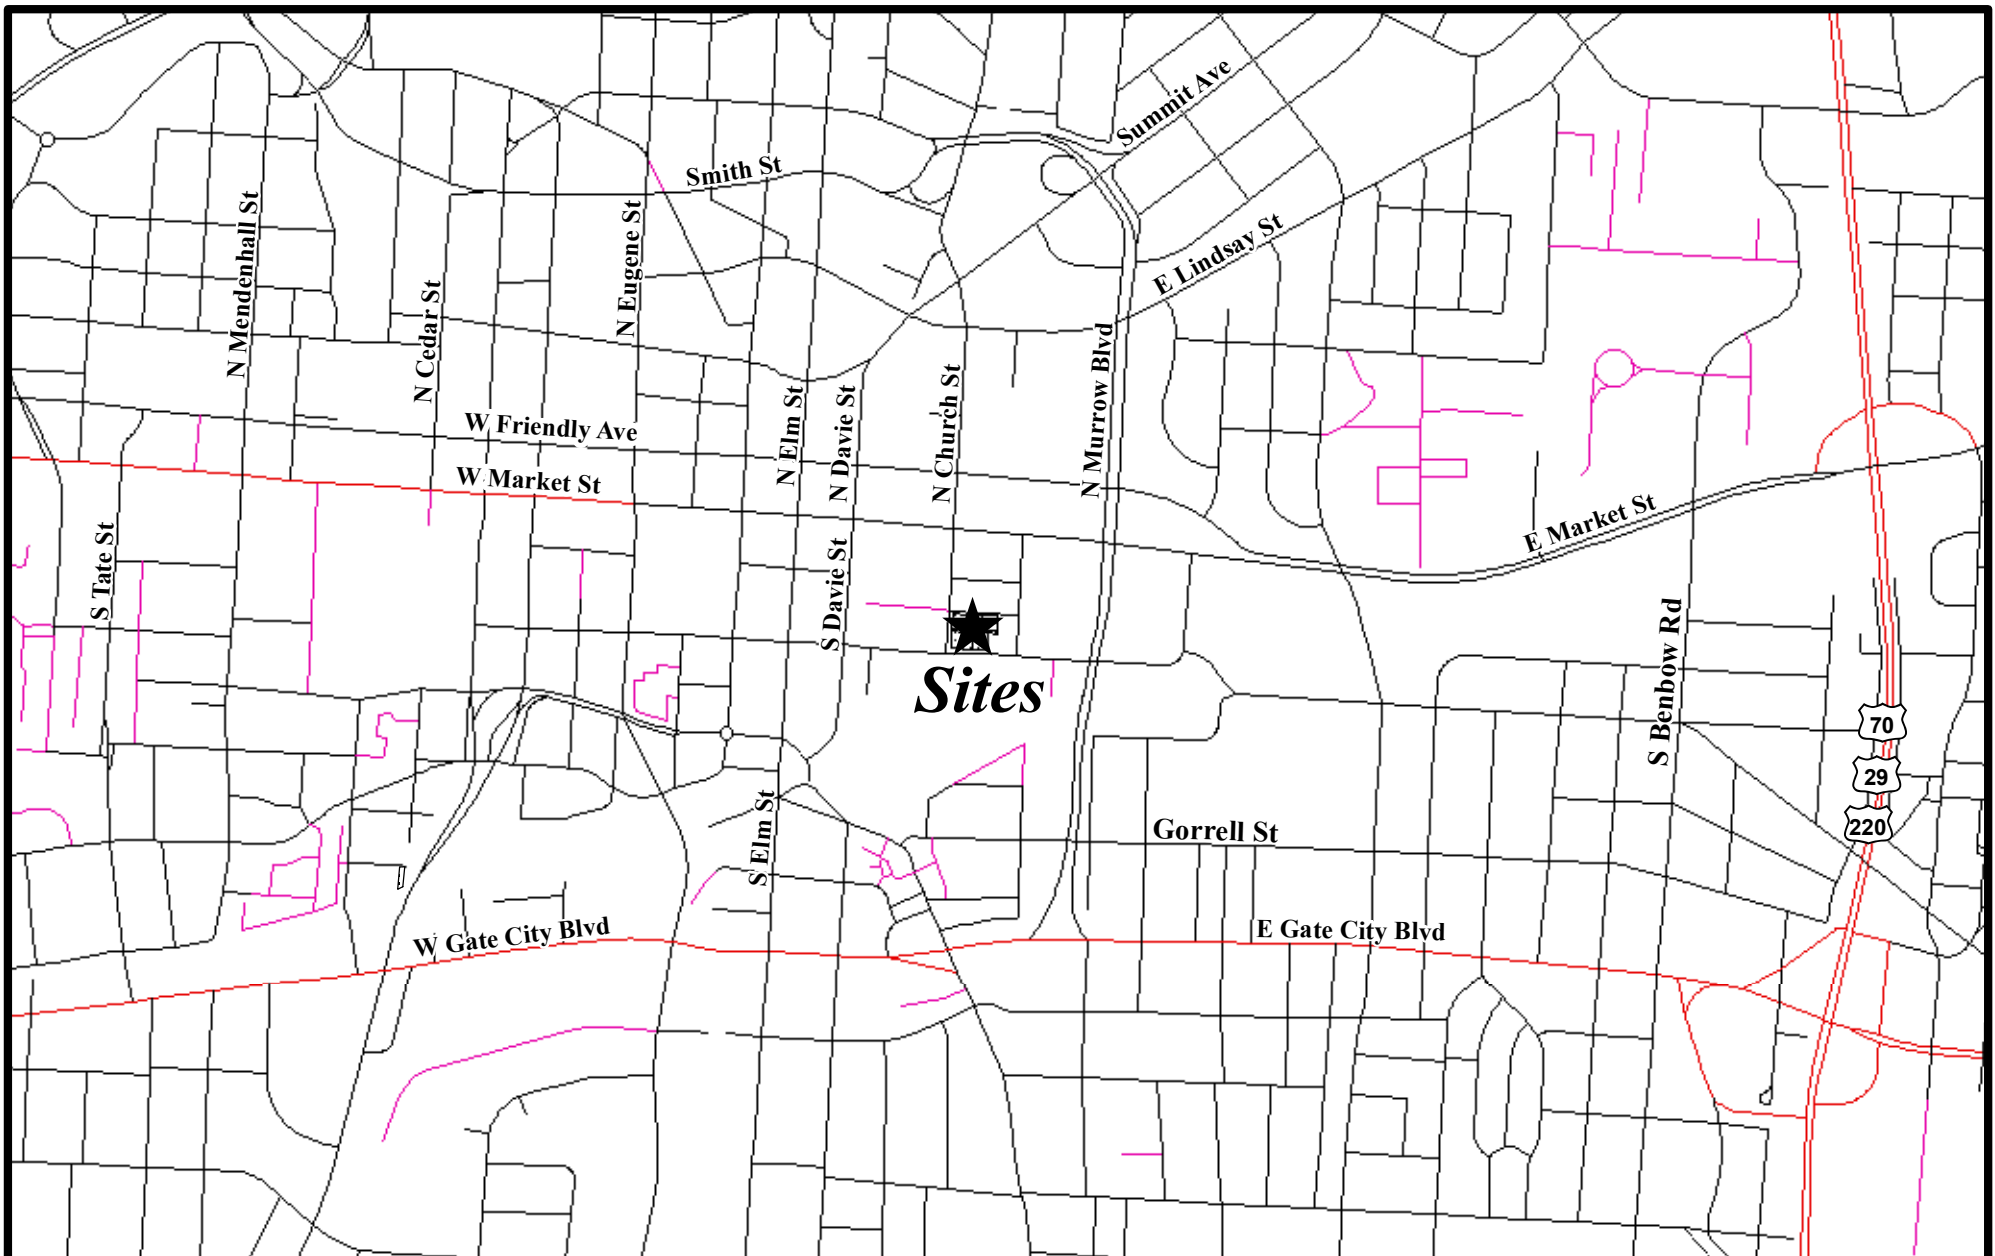 Summit Ave
Smith St
N Mendenhall St
N Eugene St
E Lindsay St
N Cedar St
N Murrow Blvd
N Elm St
N Davie St
N Church St
W Friendly Ave
W Market St
E Market St
S Tate St
S Davie St
S Benbow Rd
Sites
70
29
220
S Elm St
Gorrell St
W Gate City Blvd
E Gate City Blvd